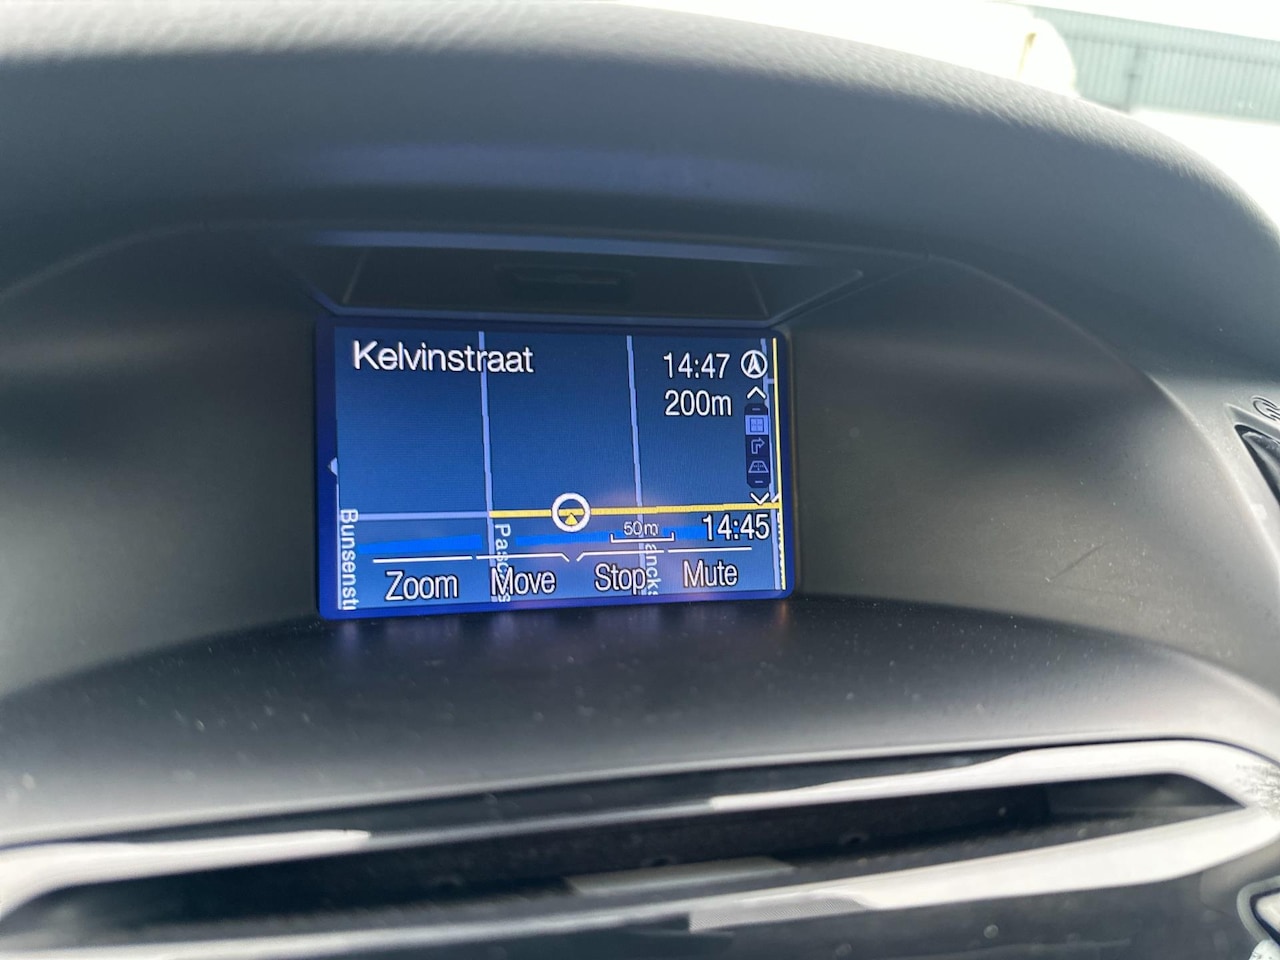 Kelvinstraat
14:47
200m
50m
14:45
Zoom Move Stop Mute